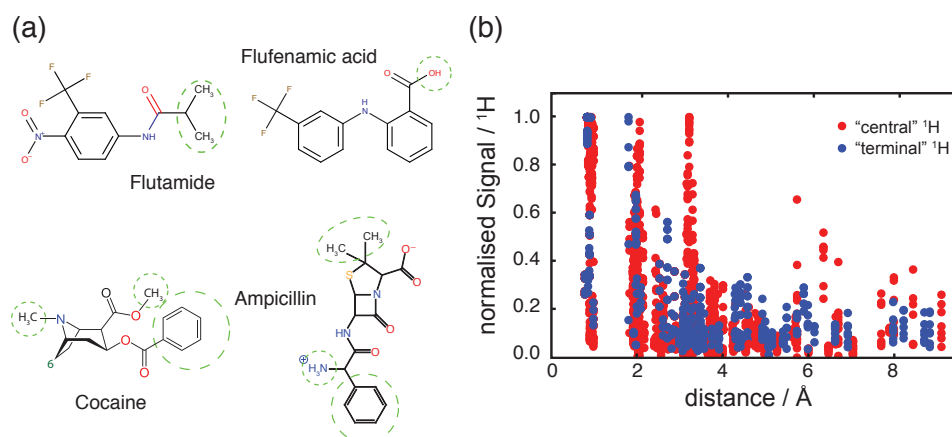 (a)
Flutamide
F
F
F
O
N⁺
O⁻
O
NH
CH₃
CH₃
Flufenamic acid
F
F
F
H
N
O
OH
Cocaine
H₃C
N
6
O
O
CH₃
O
O
Ampicillin
H₃C
CH₃
S
N
O
O⁻
O
HN
O
⊕
H₃N
(b)
normalised Signal / ¹H
1.0
0.8
0.6
0.4
0.2
0.0
0
2
4
6
8
distance / Å
"central" ¹H
"terminal" ¹H